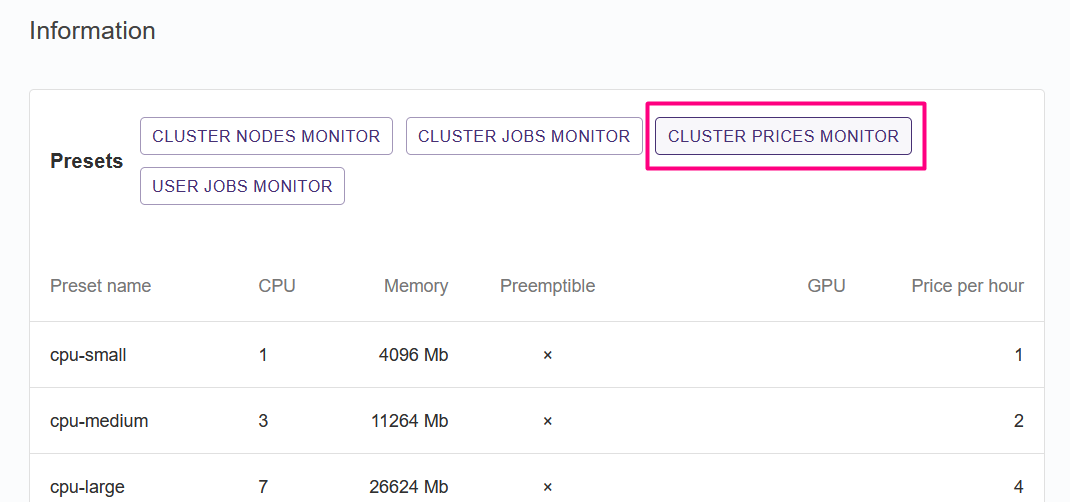 Information
Presets
CLUSTER NODES MONITOR CLUSTER JOBS MONITOR CLUSTER PRICES MONITOR
USER JOBS MONITOR
Preset name CPU Memory Preemptible GPU Price per hour
cpu-small 1 4096 Mb × 1
cpu-medium 3 11264 Mb × 2
cpu-large 7 26624 Mb × 4